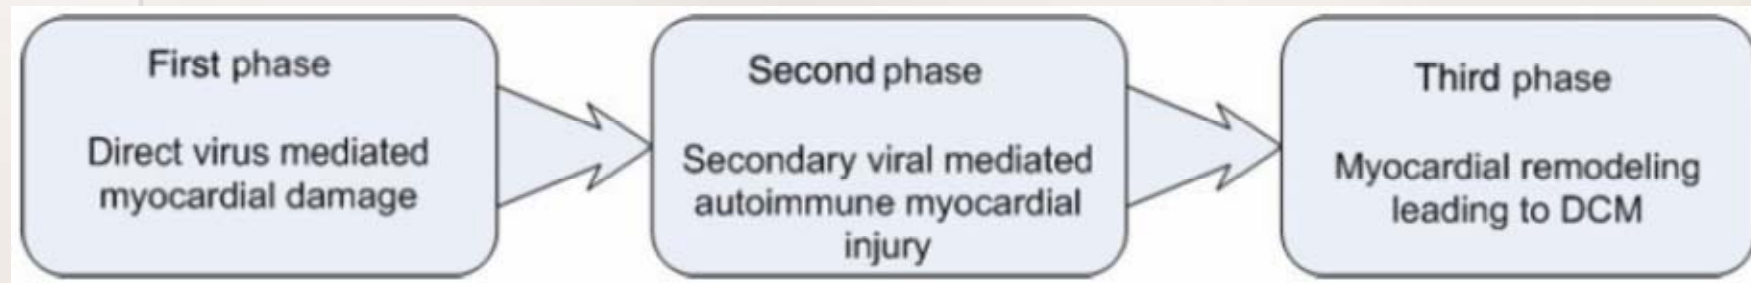 First phase
Direct virus mediated
myocardial damage
Second phase
Secondary viral mediated
autoimmune myocardial
injury
Third phase
Myocardial remodeling
leading to DCM